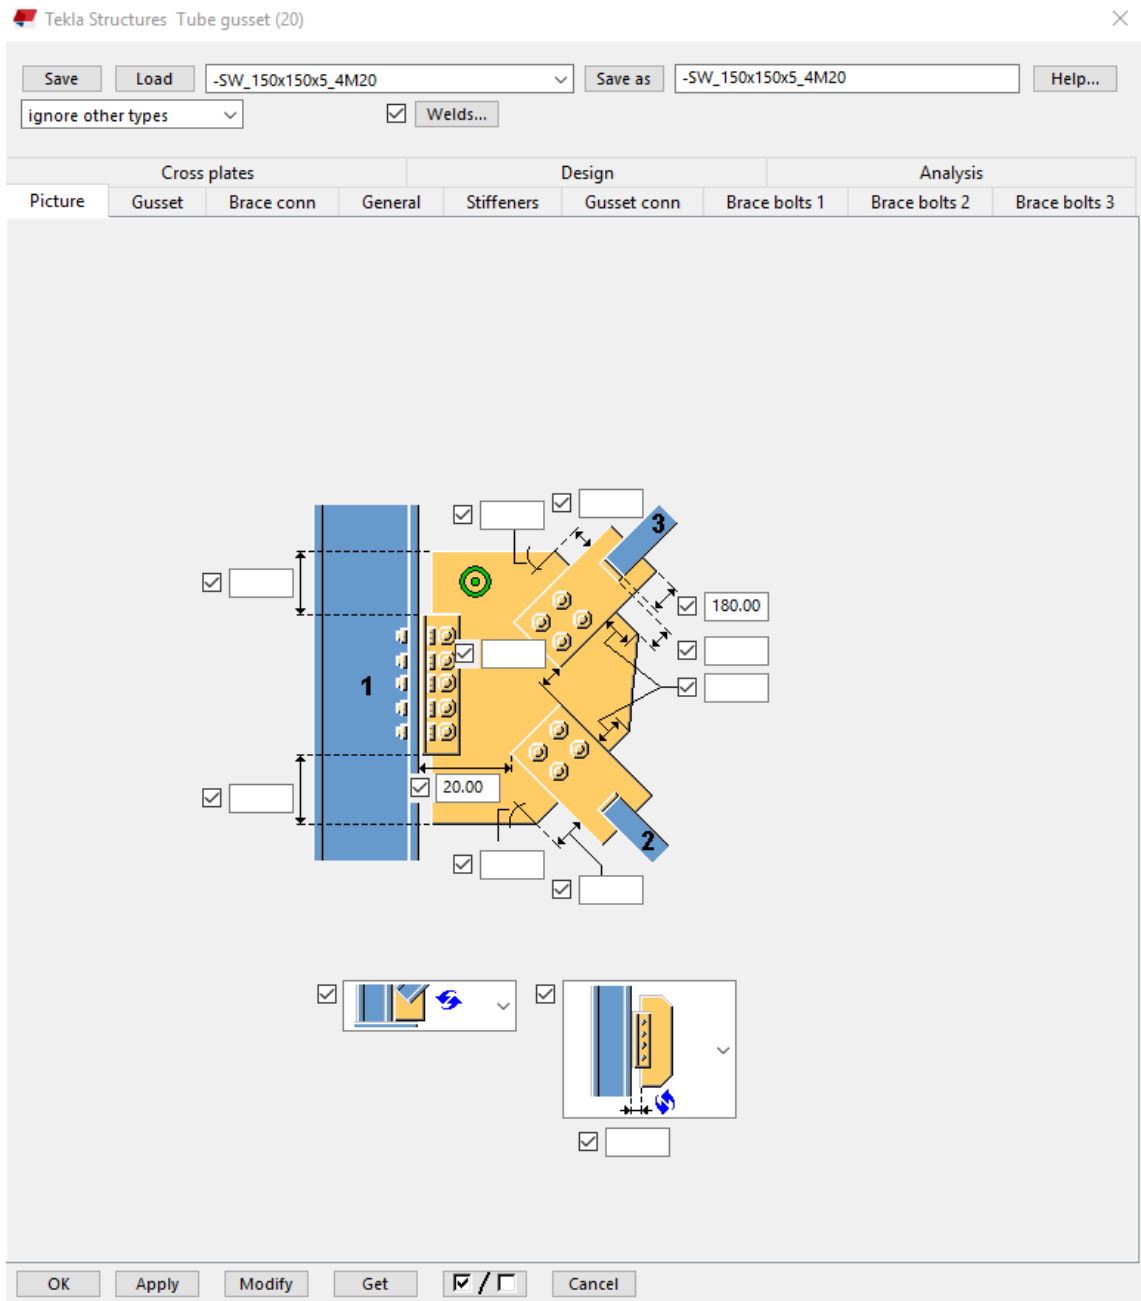 Tekla Structures Tube gusset (20)
Save Load -SW_150x150x5_4M20 Save as -SW_150x150x5_4M20 Help...
ignore other types Welds...
Cross plates Design Analysis
Picture Gusset Brace conn General Stiffeners Gusset conn Brace bolts 1 Brace bolts 2 Brace bolts 3
3
180.00
1
20.00
2
OK Apply Modify Get / Cancel